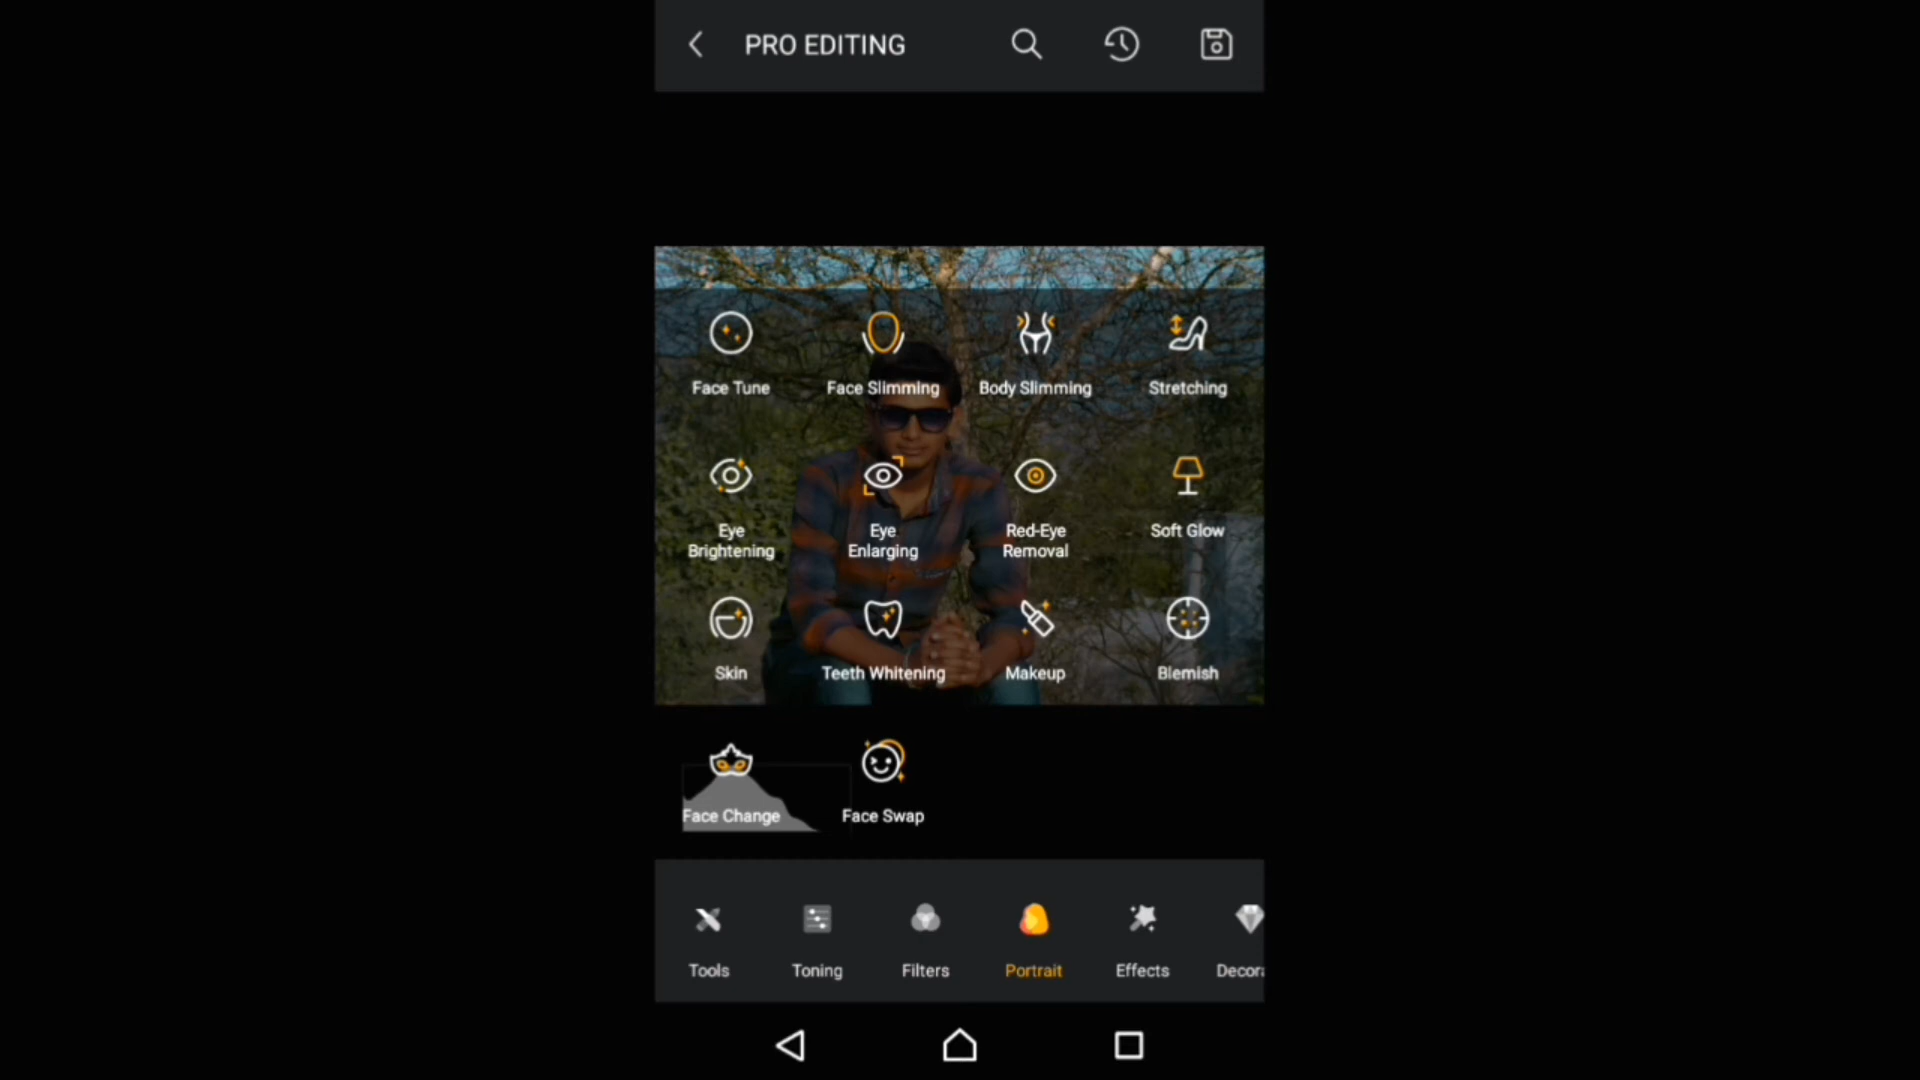 PRO EDITING
Face Tune
Face Slimming
Body Slimming
Stretching
Eye
Brightening
Eye
Enlarging
Red-Eye
Removal
Soft Glow
Skin
Teeth Whitening
Makeup
Blemish
Face Change
Face Swap
Tools
Toning
Filters
Portrait
Effects
Decor